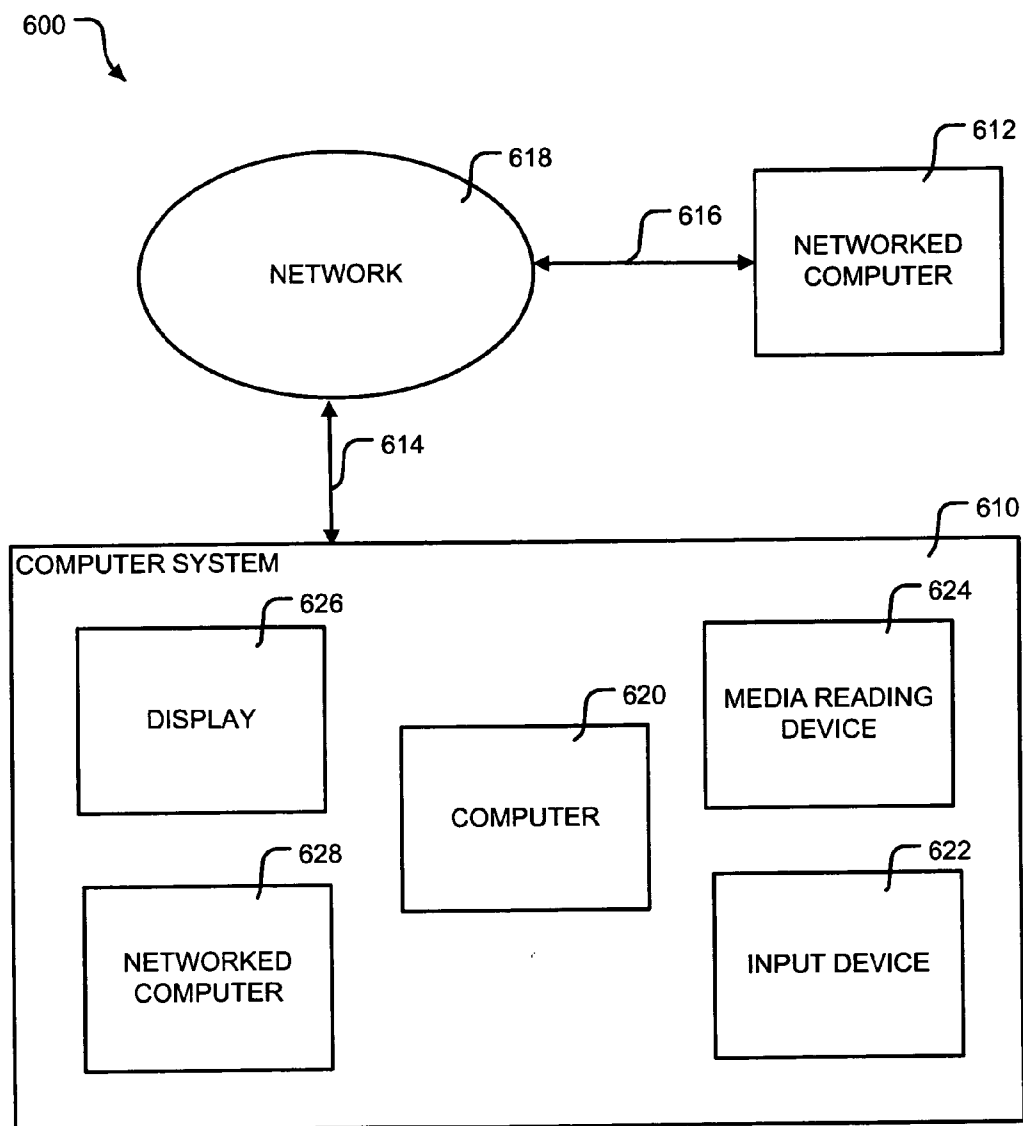 600
618
612
616
NETWORK
NETWORKED
COMPUTER
614
610
COMPUTER SYSTEM
626
624
620
DISPLAY
MEDIA READING
DEVICE
COMPUTER
628
622
NETWORKED
COMPUTER
INPUT DEVICE